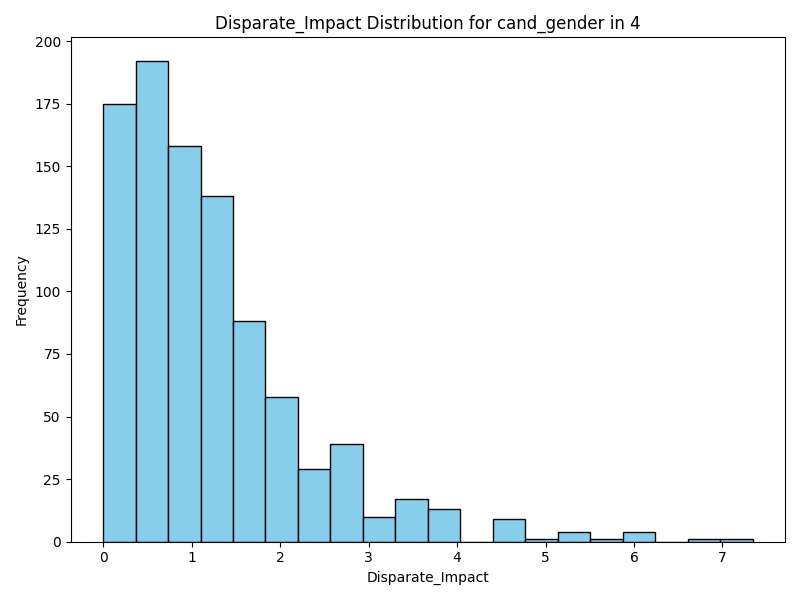 Disparate_Impact Distribution for cand_gender in 4
200
175
150
125
100
75
50
25
0
Frequency
0 1 2 3 4 5 6 7
Disparate_Impact